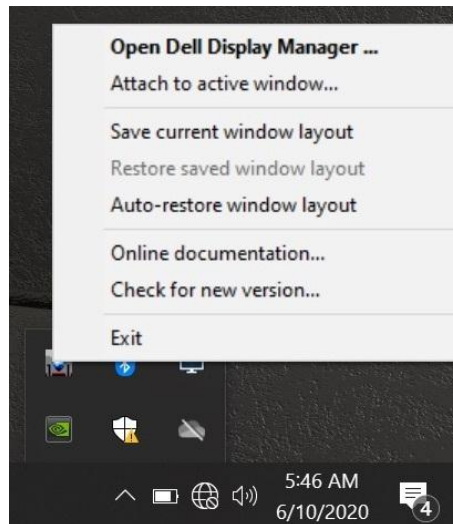 Open Dell Display Manager ...
Attach to active window...
Save current window layout
Restore saved window layout
Auto-restore window layout
Online documentation...
Check for new version...
Exit
5:46 AM
6/10/2020
4